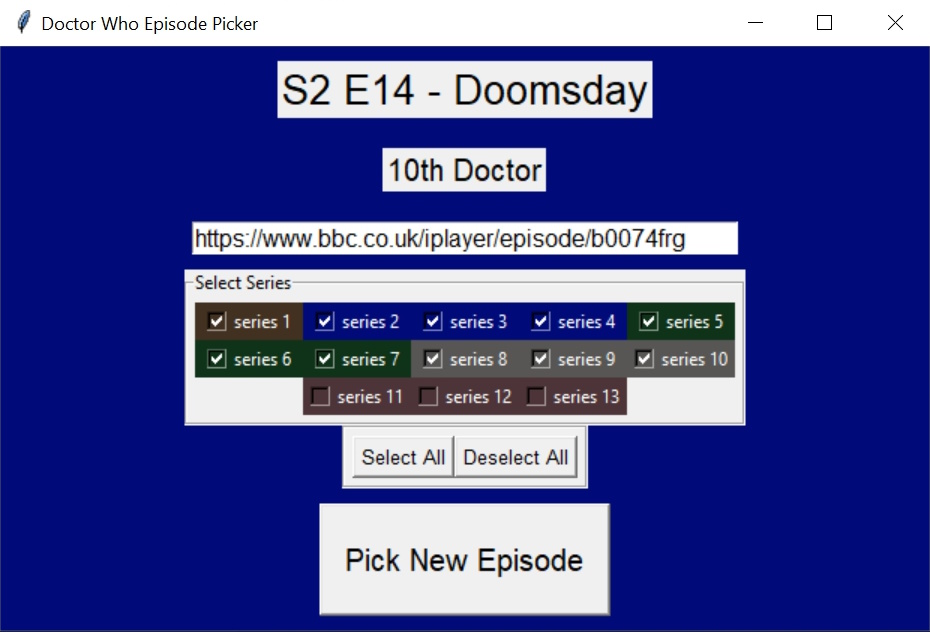 Doctor Who Episode Picker
S2 E14 - Doomsday
10th Doctor
https://www.bbc.co.uk/iplayer/episode/b0074frg
Select Series
series 1 series 2 series 3 series 4 series 5
series 6 series 7 series 8 series 9 series 10
series 11 series 12 series 13
Select All Deselect All
Pick New Episode